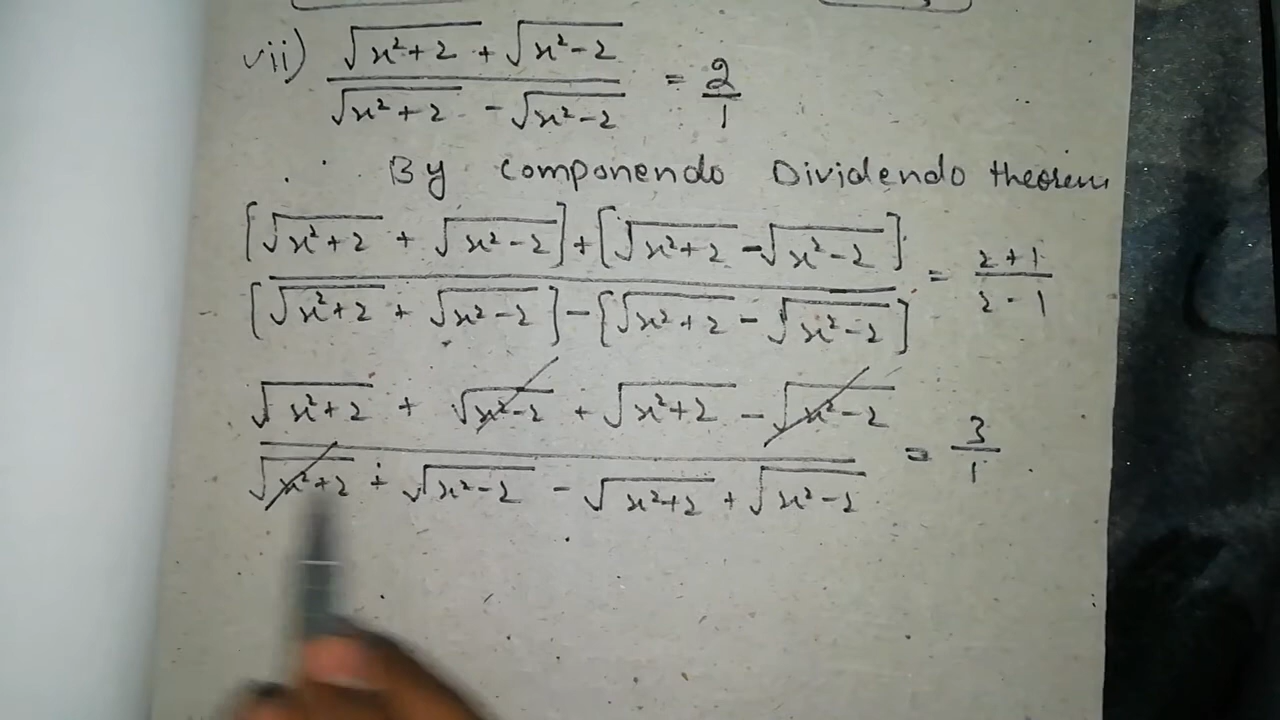 vii) √x²+2 + √x²-2 / √x²+2 - √x²-2 = 2/1
By componendo Dividendo theorem
[√x²+2 + √x²-2] + [√x²+2 - √x²-2] / [√x²+2 + √x²-2] - [√x²+2 - √x²-2] = 2+1 / 2-1
√x²+2 + √x²-2 + √x²+2 - √x²-2 / √x²+2 + √x²-2 - √x²+2 + √x²-2 = 3/1